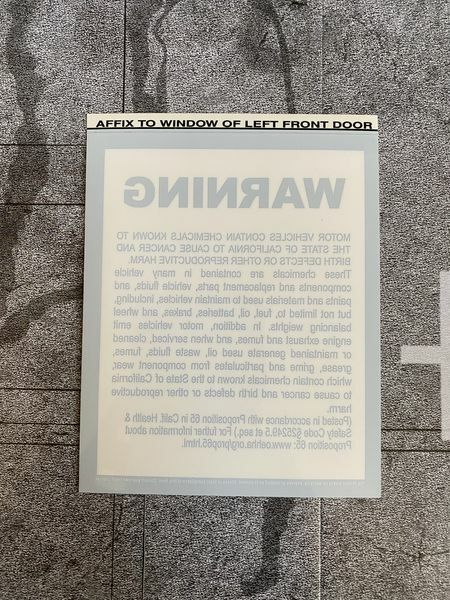 AFFIX TO WINDOW OF LEFT FRONT DOOR
WARNING
MOTOR VEHICLES CONTAIN CHEMICALS KNOWN TO
THE STATE OF CALIFORNIA TO CAUSE CANCER AND
BIRTH DEFECTS OR OTHER REPRODUCTIVE HARM.
These chemicals are contained in many vehicle
components and replacement parts, vehicle fluids, and
paints and materials used to maintain vehicles, including,
but not limited to, fuel, oil, batteries, brakes, and wheel
balancing weights. In addition, motor vehicles emit
engine exhaust and fumes, and when serviced, cleaned
or maintained generate used oil, waste fluids, fumes,
grease, grime and particulates from component wear,
which contain chemicals known to the State of California
to cause cancer and birth defects or other reproductive
harm.
(Posted in accordance with Proposition 65 in Calif. Health &
Safety Code §25249.5 et seq.) For futher information about
Proposition 65: www.oehha.org/prop65.html.